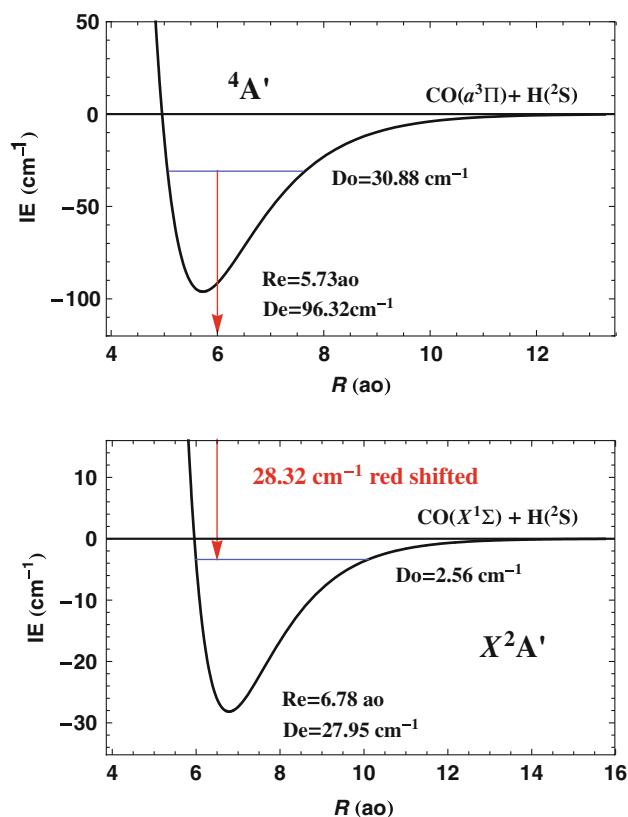 50
0
−50
−100
IE (cm⁻¹)
⁴A'
CO(a³Π)+ H(²S)
Do=30.88 cm⁻¹
Re=5.73ao
De=96.32cm⁻¹
4 6 8 10 12
R (ao)
10
0
−10
−20
−30
IE (cm⁻¹)
28.32 cm⁻¹ red shifted
CO(X¹Σ) + H(²S)
Do=2.56 cm⁻¹
X²A'
Re=6.78 ao
De=27.95 cm⁻¹
4 6 8 10 12 14 16
R (ao)